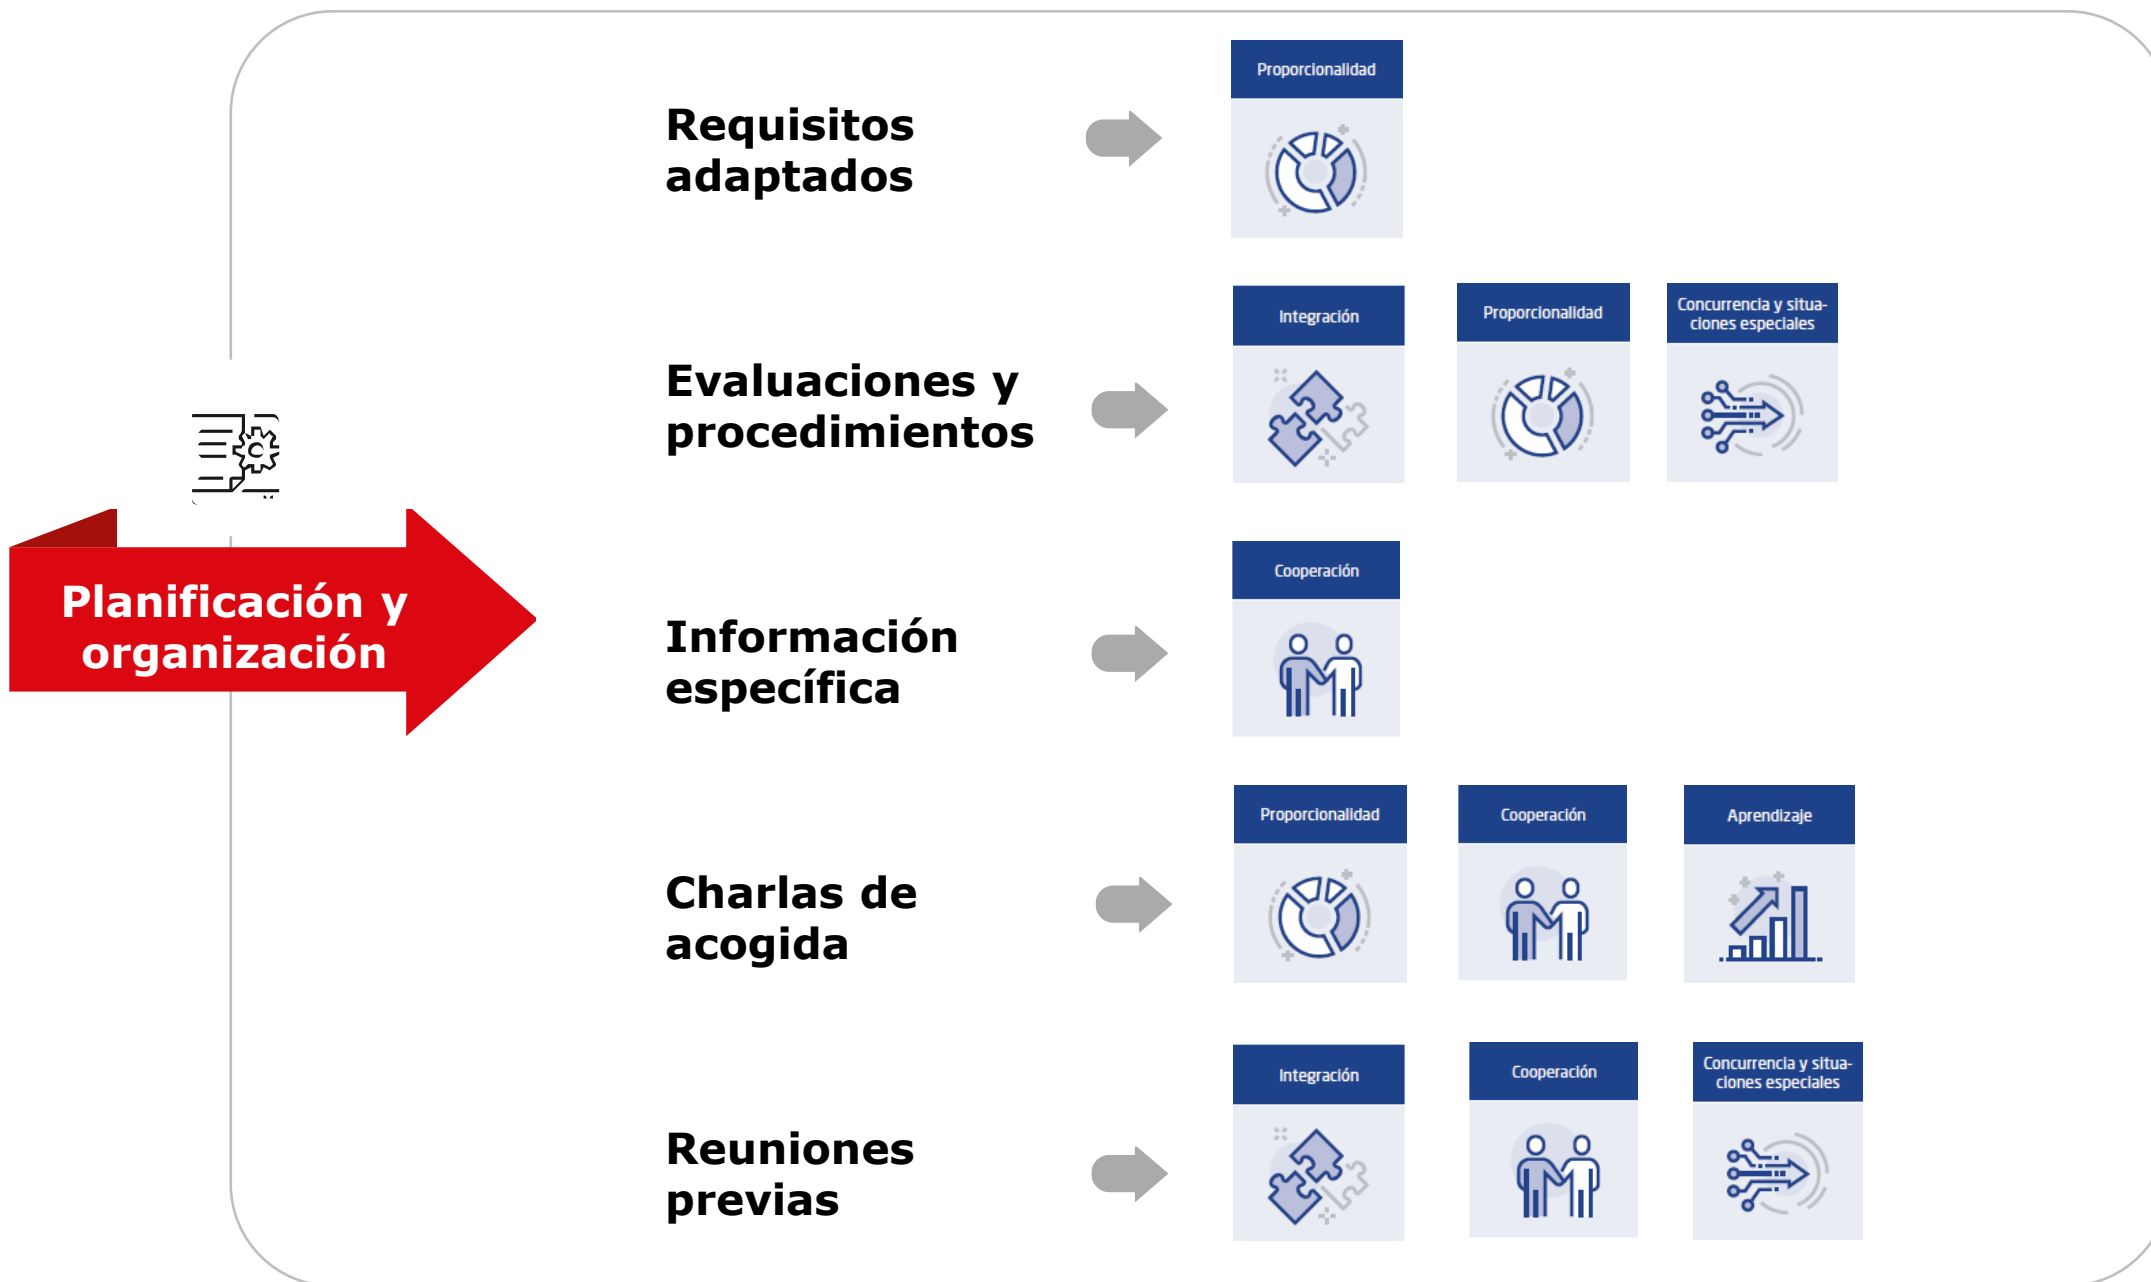 Planificación y
organización
Requisitos
adaptados
Proporcionalidad
Evaluaciones y
procedimientos
Integración
Proporcionalidad
Concurrencia y situa-
ciones especiales
Información
específica
Cooperación
Charlas de
acogida
Proporcionalidad
Cooperación
Aprendizaje
Reuniones
previas
Integración
Cooperación
Concurrencia y situa-
ciones especiales